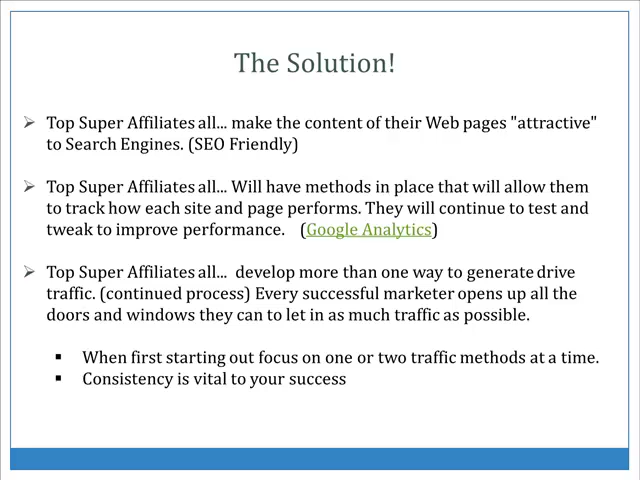 The Solution!
Top Super Affiliates all... make the content of their Web pages "attractive"
to Search Engines. (SEO Friendly)
Top Super Affiliates all... Will have methods in place that will allow them
to track how each site and page performs. They will continue to test and
tweak to improve performance. (Google Analytics)
Top Super Affiliates all... develop more than one way to generate drive
traffic. (continued process) Every successful marketer opens up all the
doors and windows they can to let in as much traffic as possible.
When first starting out focus on one or two traffic methods at a time.
Consistency is vital to your success